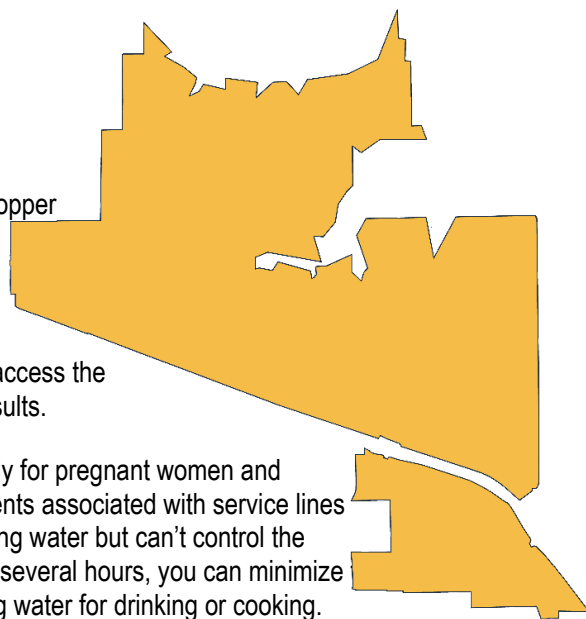 opper
access the
sults.
y for pregnant women and
ents associated with service lines
ng water but can't control the
several hours, you can minimize
g water for drinking or cooking.